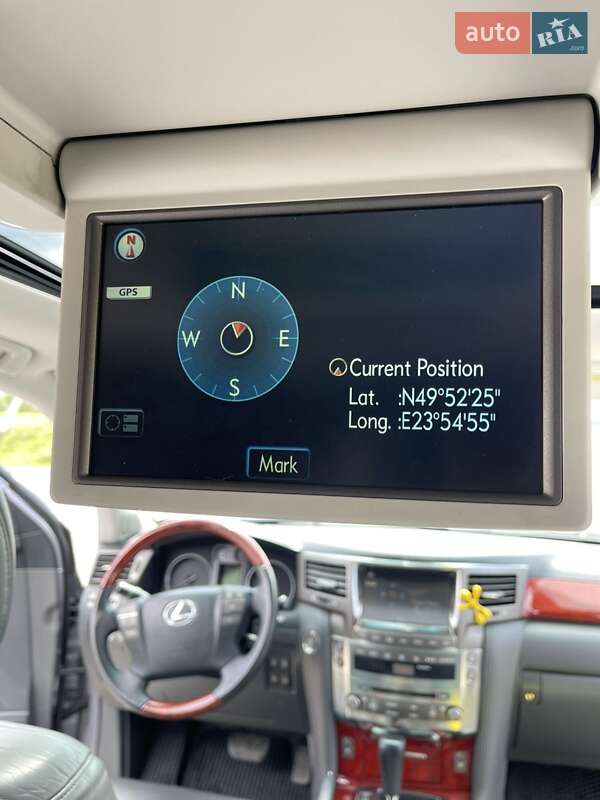 auto RIA
.com
N
GPS
N
W E
S
Current Position
Lat. :N49°52'25"
Long. :E23°54'55"
Mark